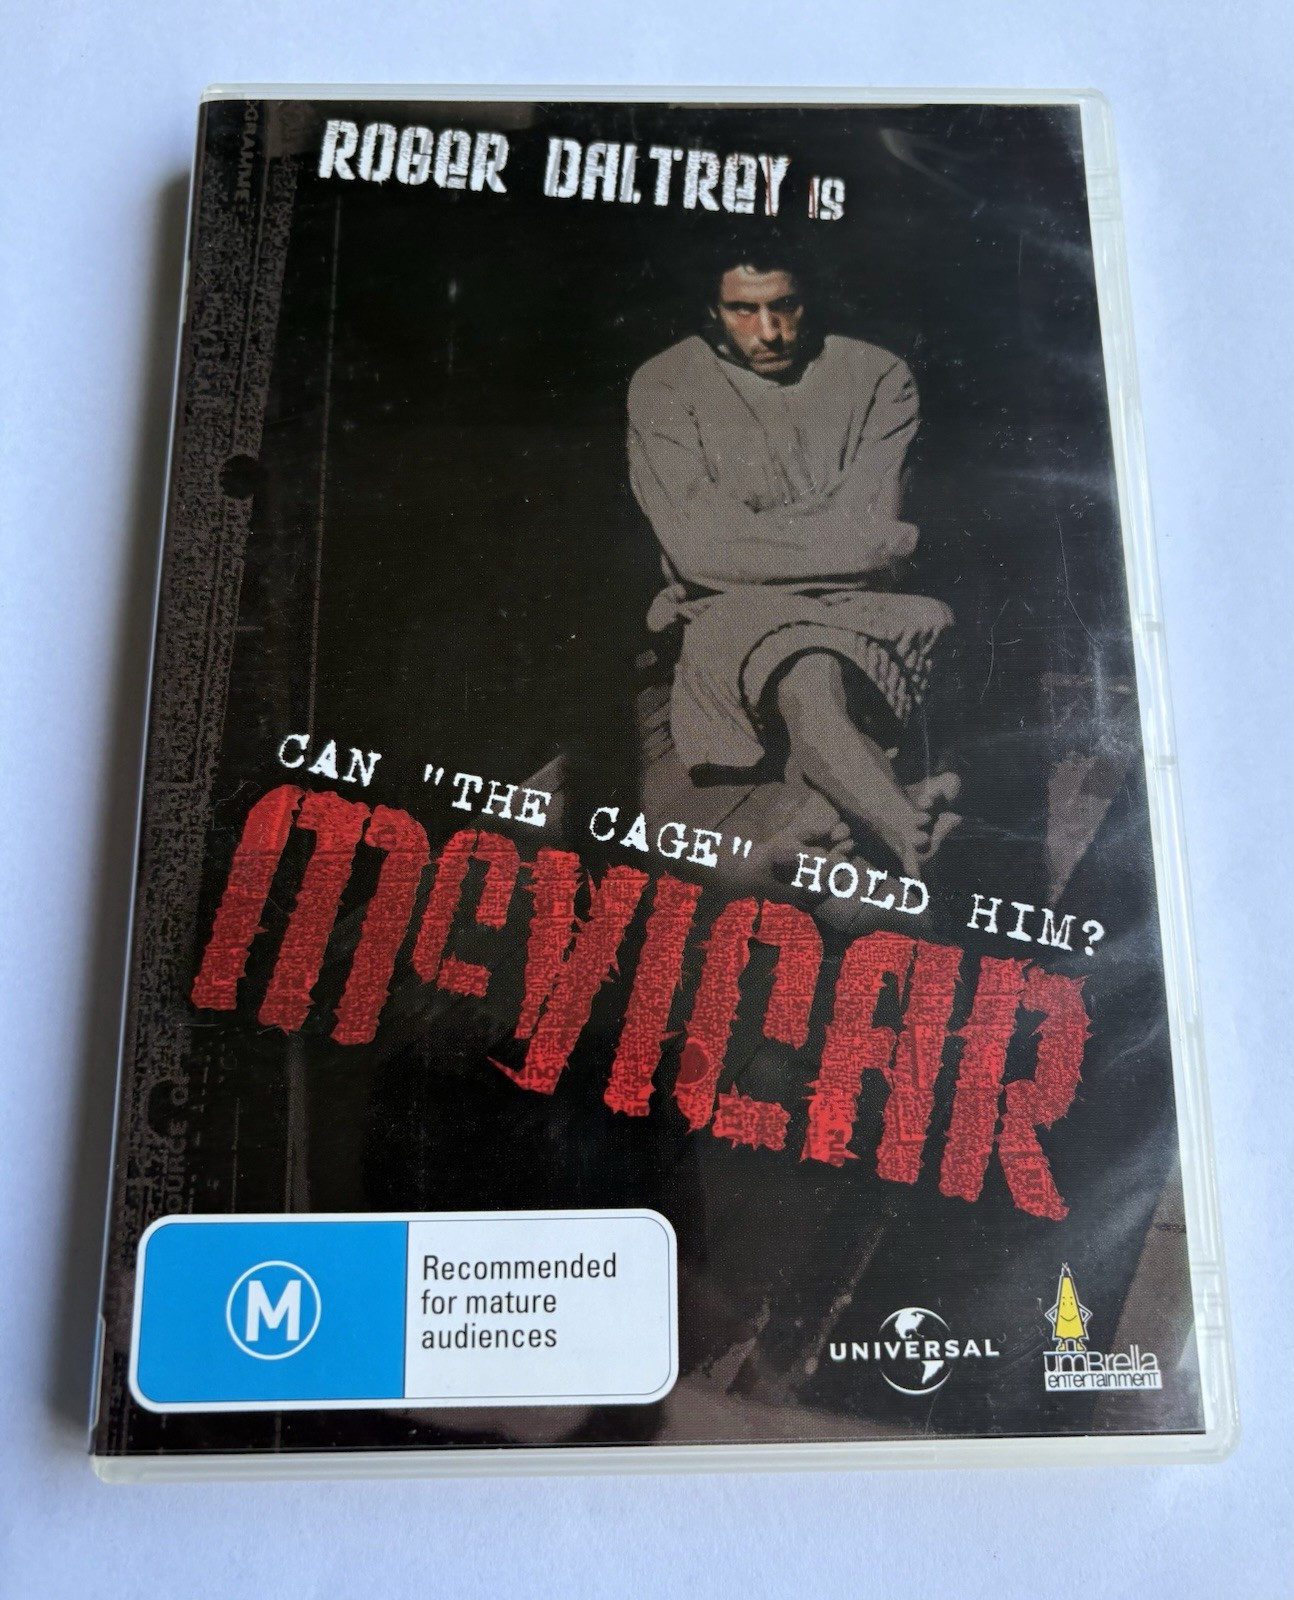 ROGER DALTREY IS
CAN "THE CAGE" HOLD HIM?
McVICAR
M
Recommended
for mature
audiences
UNIVERSAL
umbrella
entertainment